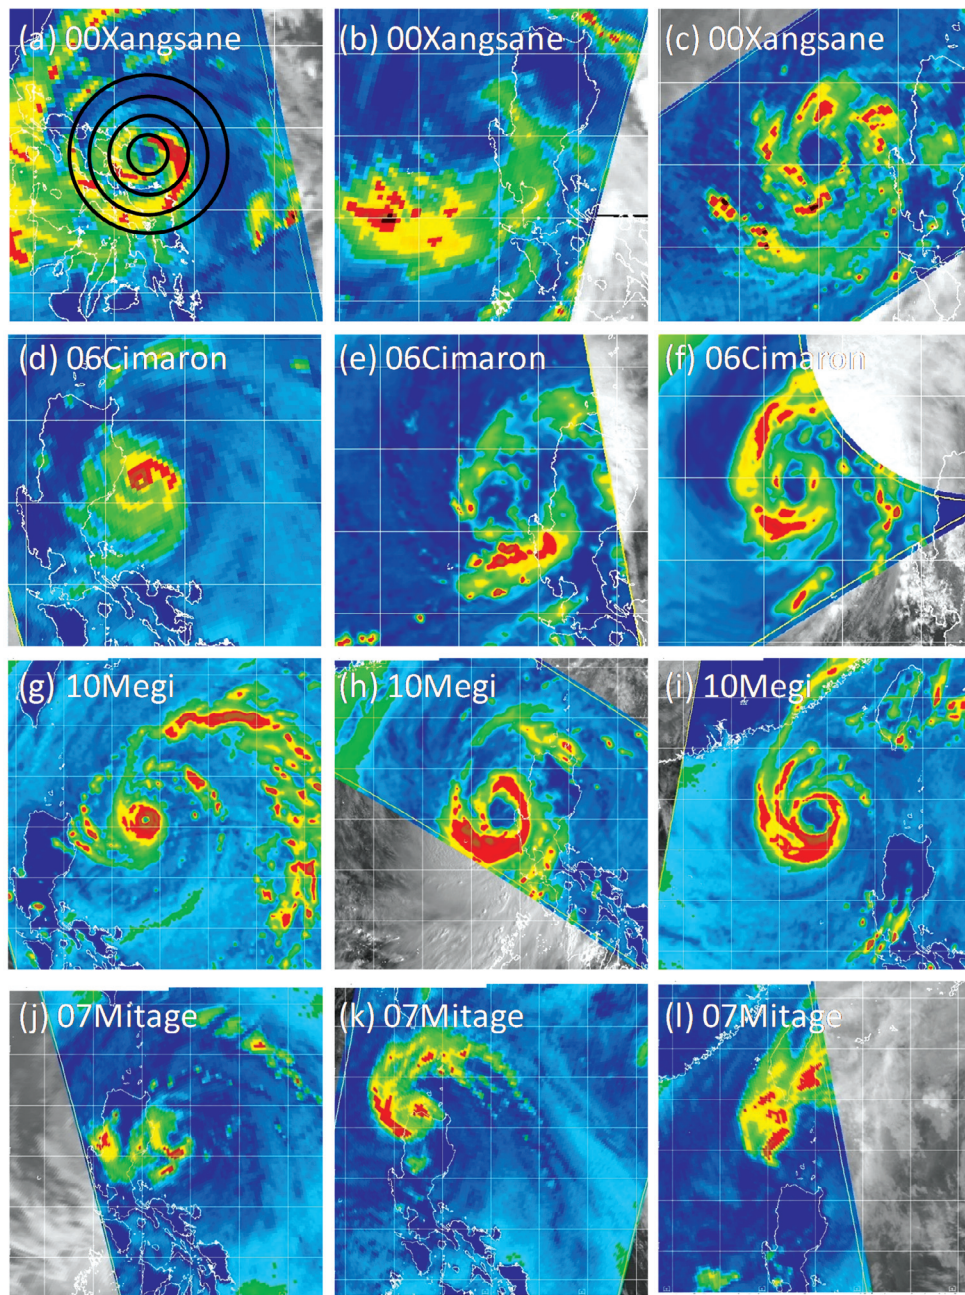 (a) 00Xangsane
(b) 00Xangsane
(c) 00Xangsane
(d) 06Cimaron
(e) 06Cimaron
(f) 06Cimaron
(g) 10Megi
(h) 10Megi
(i) 10Megi
(j) 07Mitage
(k) 07Mitage
(l) 07Mitage